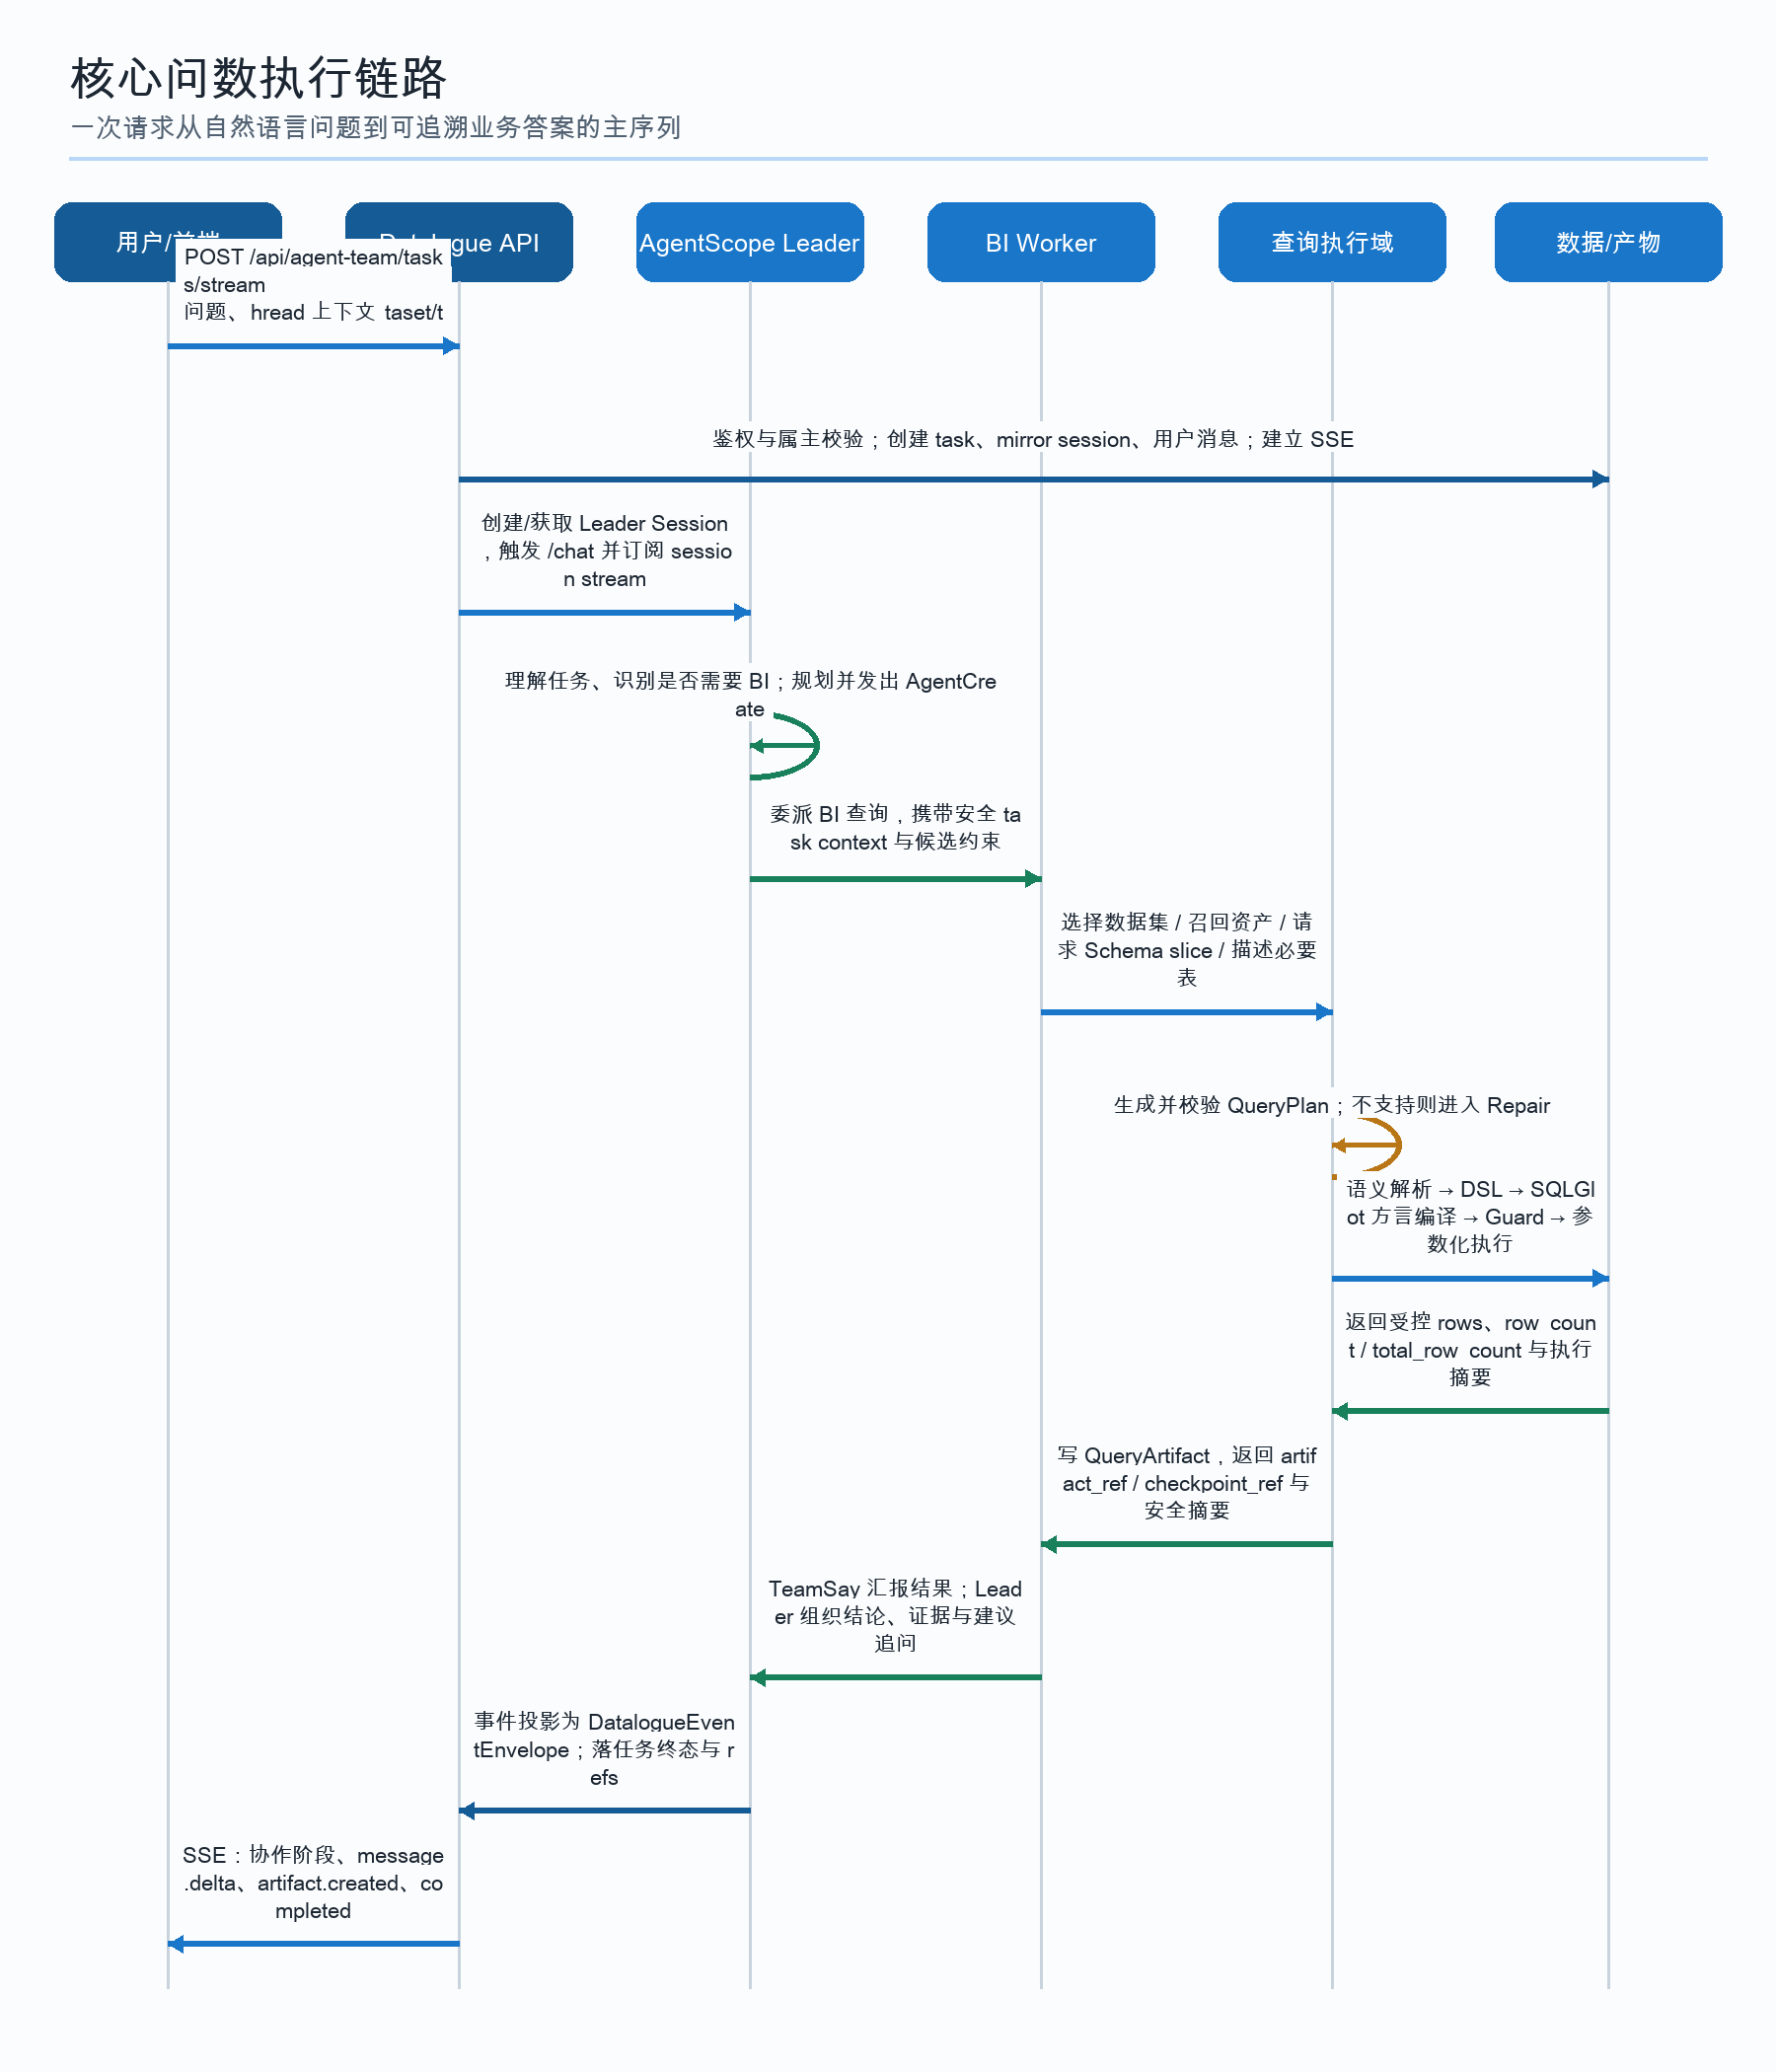 核心问数执行链路
一次请求从自然语言问题到可追溯业务答案的主序列
用户/
gue API
AgentScope Leader
BI Worker
查询执行域
数据/产物
POST /api/agent-team/task
s/stream
问题、hread 上下文 taset/t
鉴权与属主校验；创建 task、mirror session、用户消息；建立 SSE
创建/获取 Leader Session
，触发 /chat 并订阅 sessio
n stream
理解任务、识别是否需要 BI；规划并发出 AgentCre
ate
委派 BI 查询，携带安全 ta
sk context 与候选约束
选择数据集 / 召回资产 / 请
求 Schema slice / 描述必要
表
生成并校验 QueryPlan；不支持则进入 Repair
语义解析 → DSL → SQLGl
ot 方言编译 → Guard → 参
数化执行
返回受控 rows、row count
t / total_row count 与执行
摘要
写 QueryArtifact，返回 artif
act_ref / checkpoint_ref 与
安全摘要
TeamSay 汇报结果；Lead
er 组织结论、证据与建议
追问
事件投影为 DatalogueEven
tEnvelope；落任务终态与 r
efs
SSE：协作阶段、message
.delta、artifact.created、co
mpleted